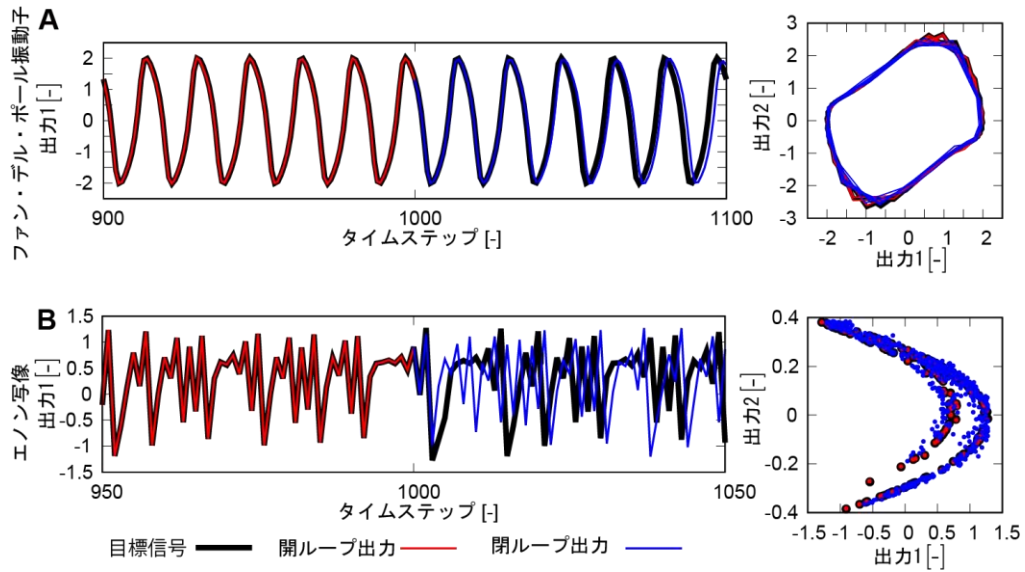 A
ファン・デル・ポール振動子
出力1 [-]
2
1
0
-1
-2
900
1000
1100
タイムステップ [-]
出力2 [-]
3
2
1
0
-1
-2
-3
-2
-1
0
1
2
出力1 [-]
B
エノン写像
出力1 [-]
1.5
1
0.5
0
-0.5
-1
-1.5
950
1000
1050
タイムステップ [-]
出力2 [-]
0.4
0.2
0
-0.2
-0.4
-1.5
-1
-0.5
0
0.5
1
1.5
出力1 [-]
目標信号
開ループ出力
閉ループ出力